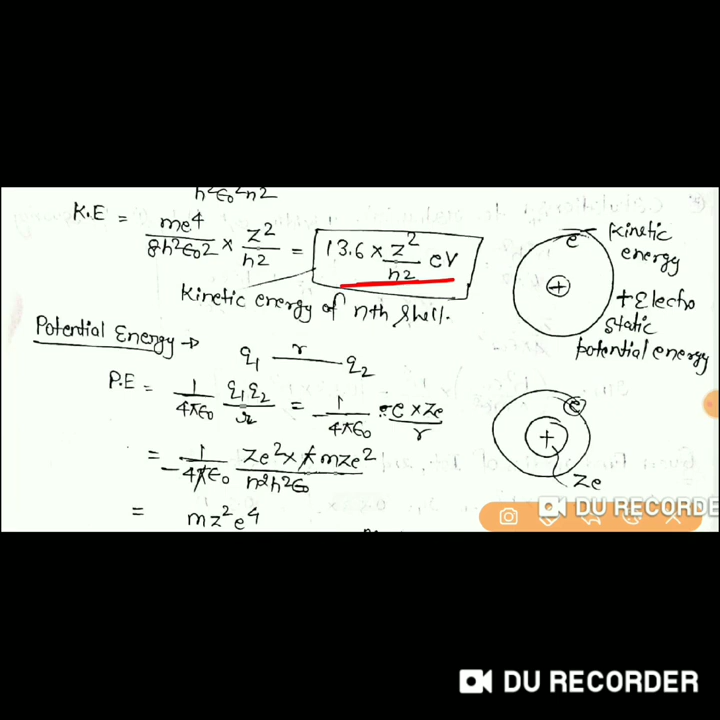 h²ε₀²n²
K.E = me⁴/8h²ε₀2 × z²/n2 = 13.6 × z²/n2 eV
Kinetic energy of nth shell.
e⁻ kinetic
energy
+
+ Electro
static
potential energy
Potential Energy →
q₁ —r— q₂
P.E = 1/4πε₀ q₁q₂/r = -1/4πε₀ e × Ze/r
e
+
Ze
= -1/4πε₀ Ze² × πmZe²/n²h²ε₀
= mz²e⁴
DU RECORDE
DU RECORDER